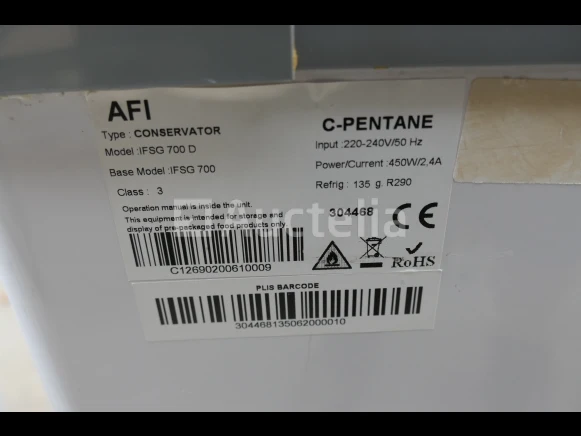 AFI
Type : CONSERVATOR
Model : IFSG 700 D
Base Model : IFSG 700
Class : 3
Operation manual is inside the unit.
This equipment is intended for storage and
display of pre-packaged food products only
C12690200610009
C-PENTANE
Input :220-240V/50 Hz
Power/Current :450W/2,4A
Refrig : 135 g. R290
304468
CE
RoHS
Auctelia
PLIS BARCODE
304468135062000010